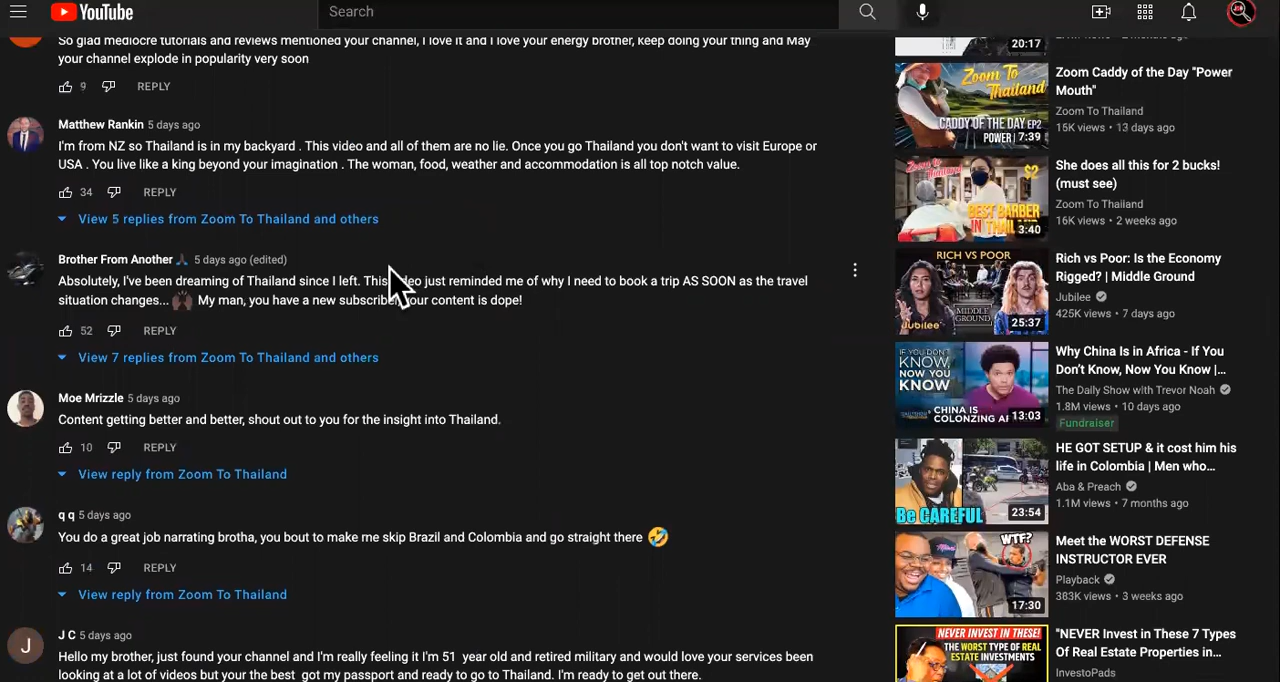 YouTube
Search
So glad mediocre tutorials and reviews mentioned your channel, I love it and I love your energy brother, keep doing your thing and May
your channel explode in popularity very soon
9 REPLY
Matthew Rankin 5 days ago
I'm from NZ so Thailand is in my backyard . This video and all of them are no lie. Once you go Thailand you don't want to visit Europe or
USA . You live like a king beyond your imagination . The woman, food, weather and accommodation is all top notch value.
34 REPLY
View 5 replies from Zoom To Thailand and others
Brother From Another 5 days ago (edited)
Absolutely, I've been dreaming of Thailand since I left. This just reminded me of why I need to book a trip AS SOON as the travel
situation changes... My man, you have a new content is dope!
52 REPLY
View 7 replies from Zoom To Thailand and others
Moe Mrizzle 5 days ago
Content getting better and better, shout out to you for the insight into Thailand.
10 REPLY
View reply from Zoom To Thailand
q q 5 days ago
You do a great job narrating brotha, you bout to make me skip Brazil and Colombia and go straight there
14 REPLY
View reply from Zoom To Thailand
J
J C 5 days ago
Hello my brother, just found your channel and I'm really feeling it I'm 51 year old and retired military and would love your services been
looking at a lot of videos but your the best got my passport and ready to go to Thailand. I'm ready to get out there.
20:17
Zoom To Thailand
CADDY OF THE DAY EP2
7:39
Zoom Caddy of the Day "Power
Mouth"
Zoom To Thailand
15K views • 13 days ago
Zoom to Thailand
$2
BEST BARBER
IN THAI
3:40
She does all this for 2 bucks!
(must see)
Zoom To Thailand
16K views • 2 weeks ago
RICH VS POOR
Jubilee
MIDDLE
GROUND
25:37
Rich vs Poor: Is the Economy
Rigged? | Middle Ground
Jubilee
425K views • 7 days ago
IF YOU DON'T
KNOW,
NOW YOU
KNOW
CHINA IS
COLONZING AF
13:03
Why China Is in Africa - If You
Don't Know, Now You Know |...
The Daily Show with Trevor Noah
1.8M views • 10 days ago
Fundraiser
Be CAREFUL
23:54
HE GOT SETUP & it cost him his
life in Colombia | Men who...
Aba & Preach
1.1M views • 7 months ago
WTF?
17:30
Meet the WORST DEFENSE
INSTRUCTOR EVER
Playback
383K views • 3 weeks ago
NEVER INVEST IN THESE!
THE WORST TYPE OF REAL
ESTATE INVESTMENTS
"NEVER Invest in These 7 Types
Of Real Estate Properties in...
InvestoPads